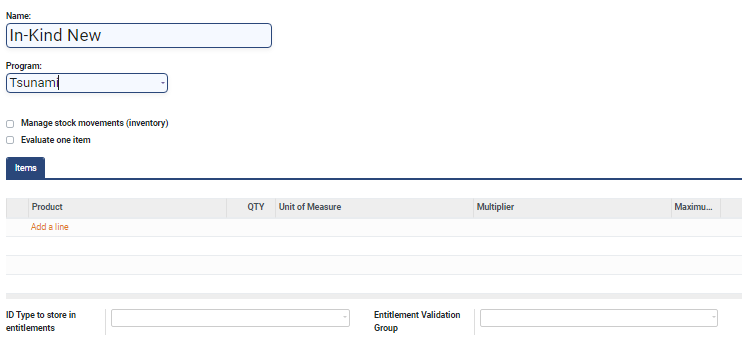 Name:
In-Kind New
Program:
Tsunami
Manage stock movements (inventory)
Evaluate one item
Items
Product QTY Unit of Measure Multiplier Maximu...
Add a line
ID Type to store in entitlements
Entitlement Validation Group